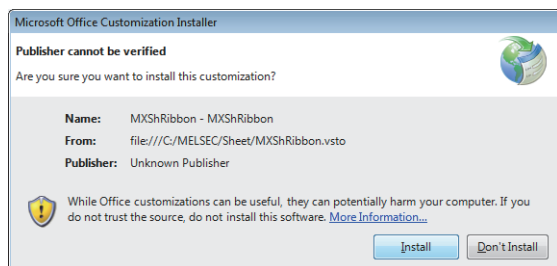 Microsoft Office Customization Installer
Publisher cannot be verified
Are you sure you want to install this customization?
Name: MXShRibbon - MXShRibbon
From: file:///C:/MELSEC/Sheet/MXShRibbon.vsto
Publisher: Unknown Publisher
While Office customizations can be useful, they can potentially harm your computer. If you
do not trust the source, do not install this software. More Information...
Install Don't Install